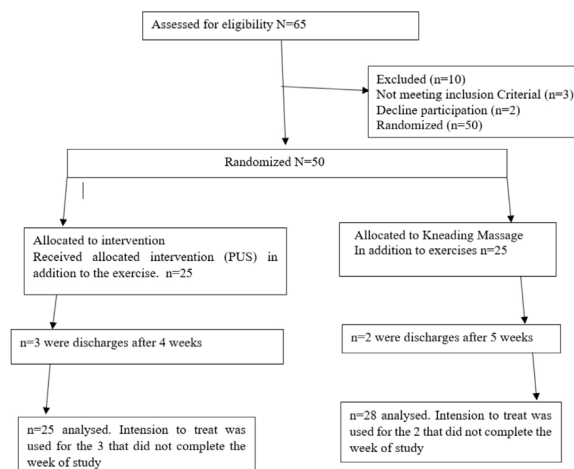 Assessed for eligibility N=65
Excluded (n=10)
Not meeting inclusion Criterial (n=3)
Decline participation (n=2)
Randomized (n=50)
Randomized N=50
Allocated to intervention
Received allocated intervention (PUS) in
addition to the exercise. n=25
Allocated to Kneading Massage
In addition to exercises n=25
n=3 were discharges after 4 weeks
n=2 were discharges after 5 weeks
n=25 analysed. Intension to treat was
used for the 3 that did not complete the
week of study
n=28 analysed. Intension to treat was
used for the 2 that did not complete the
week of study